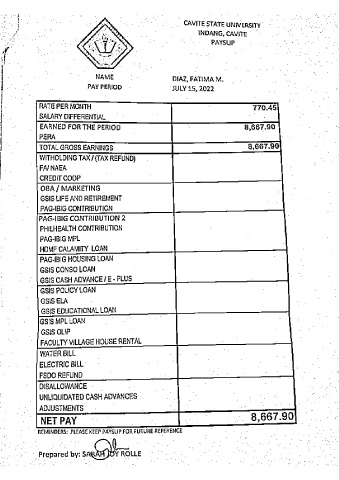 CAVITE STATE UNIVERSITY
INDANG, CAVITE
PAYSLIP
NAME DIAZ, FATIMA M.
PAY PERIOD JULY 15, 2022
RATE PER MONTH 770.45
SALARY DIFFERENTIAL
EARNED FOR THE PERIOD 8,667.90
PERA
TOTAL GROSS EARNINGS 8,667.90
WITHOLDING TAX / (TAX REFUND)
FA/ NAEA
CREDIT COOP
OBA / MARKETING
GSIS LIFE AND RETIREMENT
PAG-IBIG CONTRIBUTION
PAG-IBIG CONTRIBUTION 2
PHILHEALTH CONTRIBUTION
PAG-IBIG MPL
HDMF CALAMITY LOAN
PAG-IBIG HOUSING LOAN
GSIS CONSO LOAN
GSIS CASH ADVANCE / E - PLUS
GSIS POLICY LOAN
GSIS ELA
GSIS EDUCATIONAL LOAN
GSIS MPL LOAN
GSIS OLIP
FACULTY VILLAGE HOUSE RENTAL
WATER BILL
ELECTRIC BILL
FSDO REFUND
DISALLOWANCE
UNLIQUIDATED CASH ADVANCES
ADJUSTMENTS
NET PAY 8,667.90
REMINDERS: PLEASE KEEP PAYSLIP FOR FUTURE REFERENCE
Prepared by: SARAH JOY ROLLE